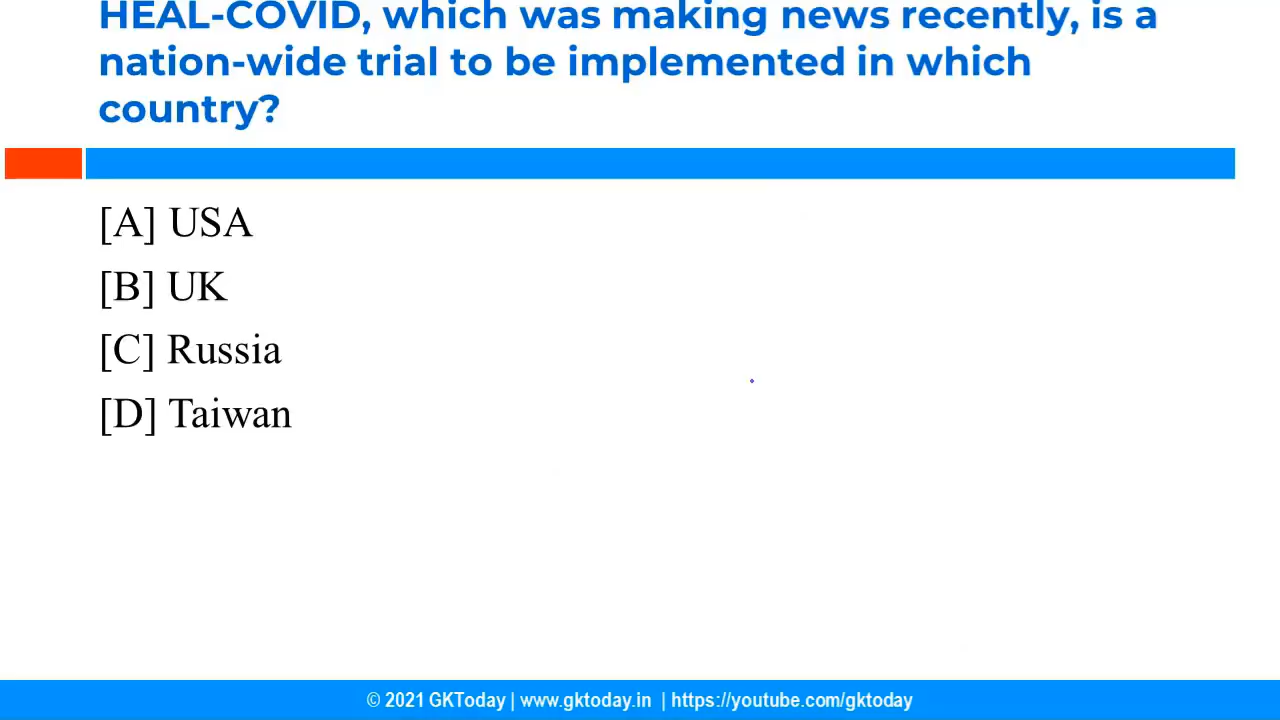 HEAL-COVID, which was making news recently, is a
nation-wide trial to be implemented in which
country?
[A] USA
[B] UK
[C] Russia
[D] Taiwan
© 2021 GKToday | www.gktoday.in | https://youtube.com/gktoday